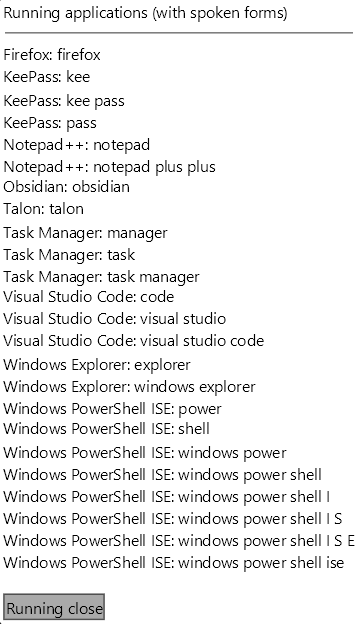 Running applications (with spoken forms)
Firefox: firefox
KeePass: kee
KeePass: kee pass
KeePass: pass
Notepad++: notepad
Notepad++: notepad plus plus
Obsidian: obsidian
Talon: talon
Task Manager: manager
Task Manager: task
Task Manager: task manager
Visual Studio Code: code
Visual Studio Code: visual studio
Visual Studio Code: visual studio code
Windows Explorer: explorer
Windows Explorer: windows explorer
Windows PowerShell ISE: power
Windows PowerShell ISE: shell
Windows PowerShell ISE: windows power
Windows PowerShell ISE: windows power shell
Windows PowerShell ISE: windows power shell I
Windows PowerShell ISE: windows power shell I S
Windows PowerShell ISE: windows power shell I S E
Windows PowerShell ISE: windows power shell ise
Running close